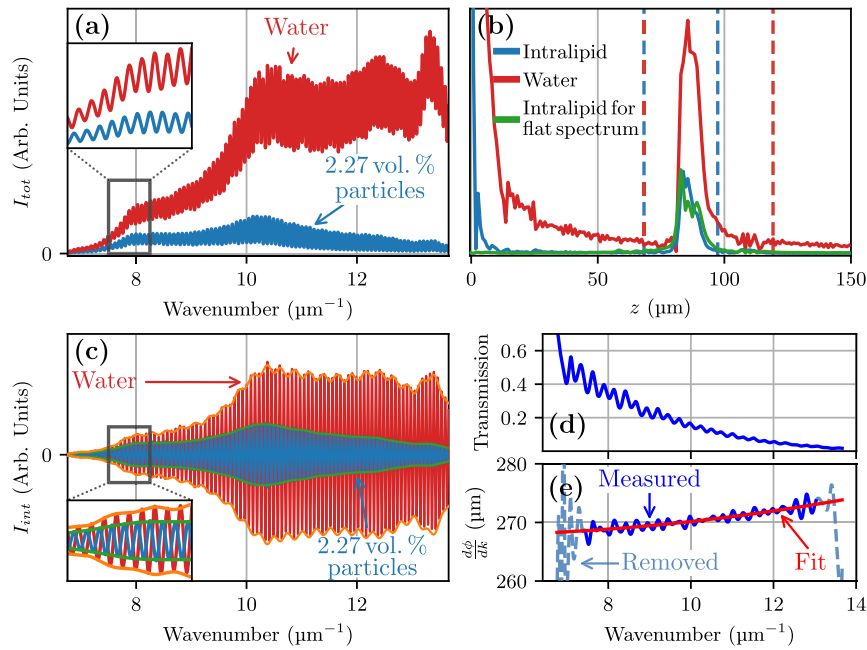 (a)
Water
2.27 vol. %
particles
I_tot (Arb. Units)
0
8
10
12
Wavenumber (µm⁻¹)
(b)
Intralipid
Water
Intralipid for
flat spectrum
0
50
100
150
z (µm)
(c)
Water
2.27 vol. %
particles
I_int (Arb. Units)
0
8
10
12
Wavenumber (µm⁻¹)
Transmission
0.6
0.4
0.2
(d)
(e)
Measured
Removed
Fit
dϕ/dk (µm)
280
270
260
8
10
12
14
Wavenumber (µm⁻¹)